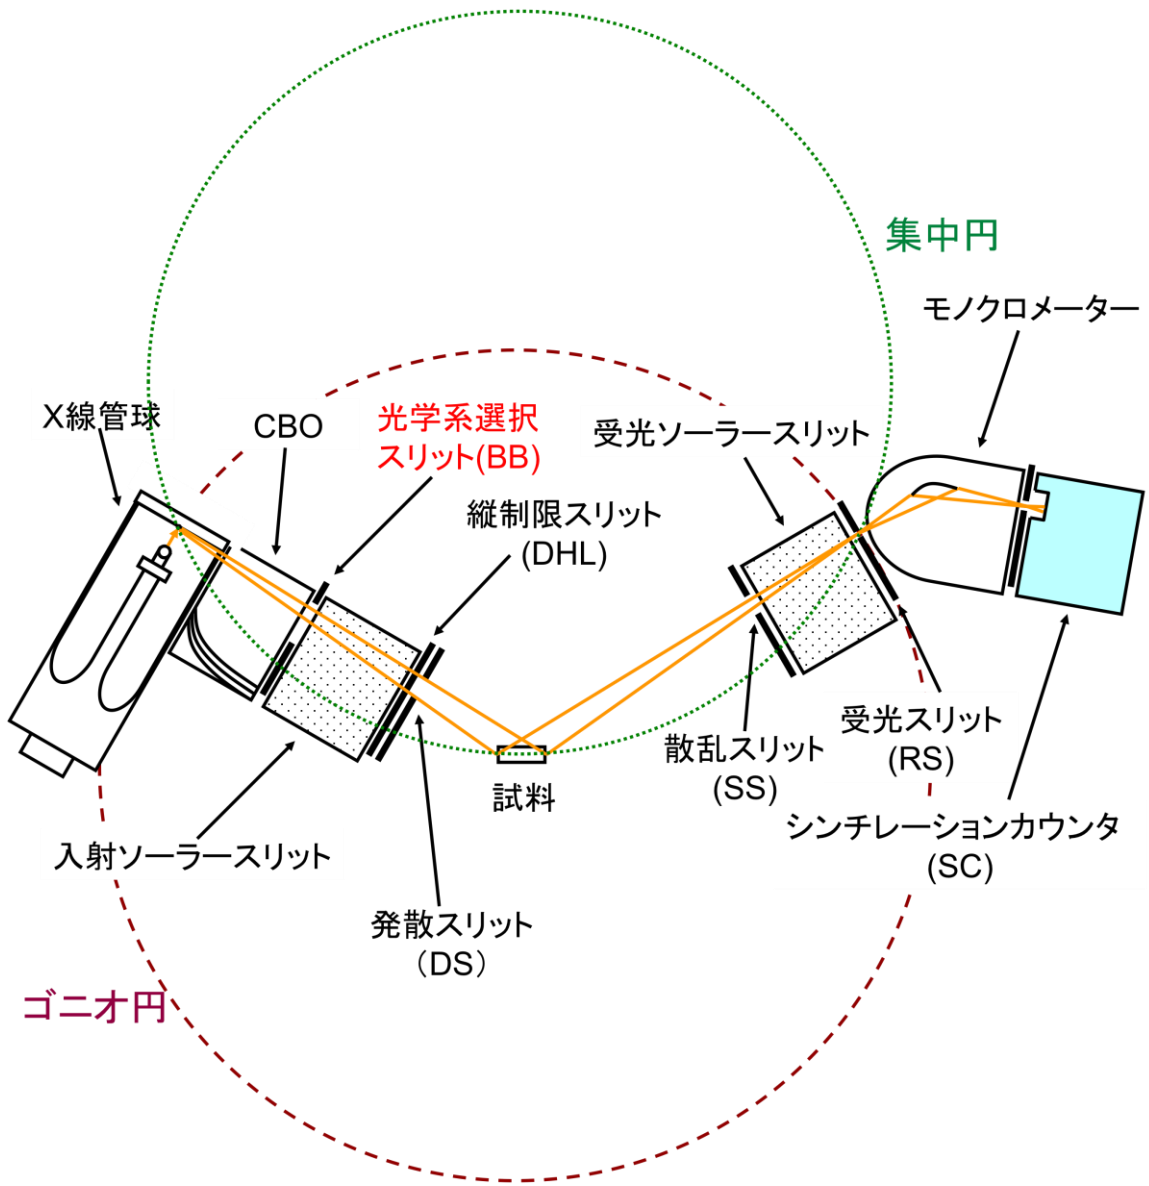 集中円
モノクロメーター
X線管球
CBO
光学系選択
スリット(BB)
受光ソーラースリット
縦制限スリット
(DHL)
試料
散乱スリット
(SS)
受光スリット
(RS)
シンチレーションカウンタ
(SC)
入射ソーラースリット
発散スリット
（DS）
ゴニオ円